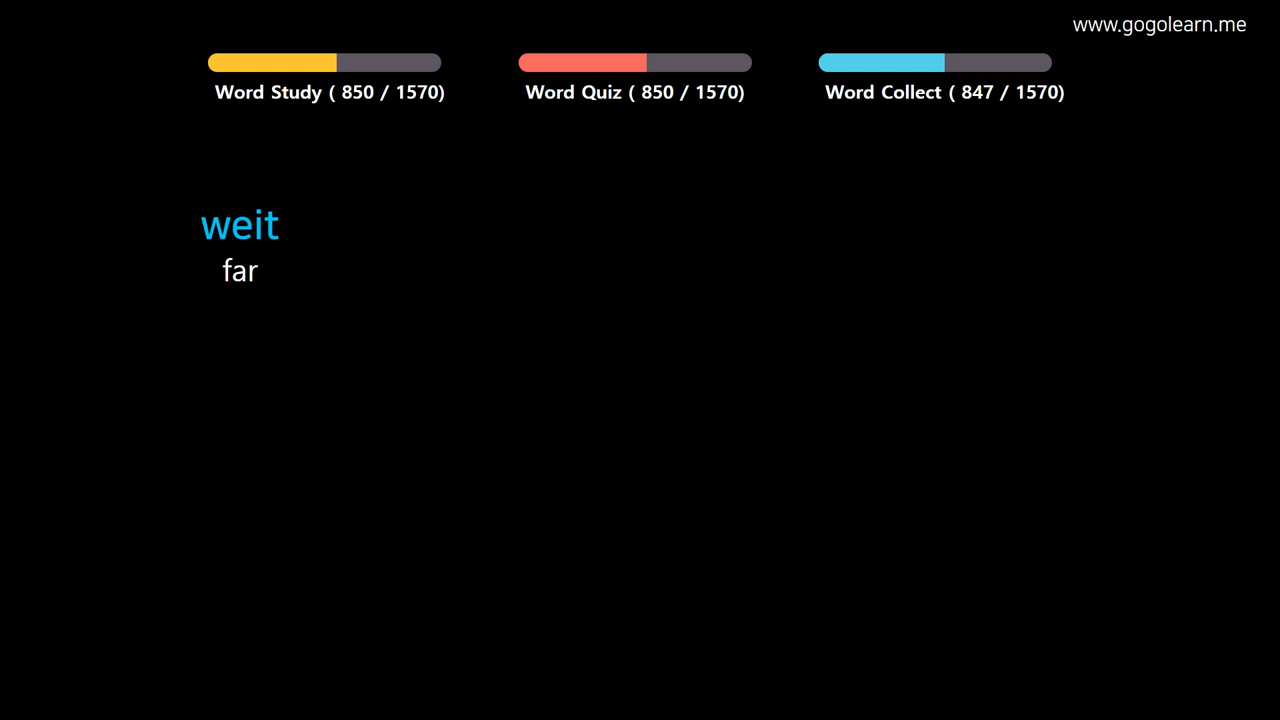 www.gogolearn.me
Word Study ( 850 / 1570)
Word Quiz ( 850 / 1570)
Word Collect ( 847 / 1570)
weit
far